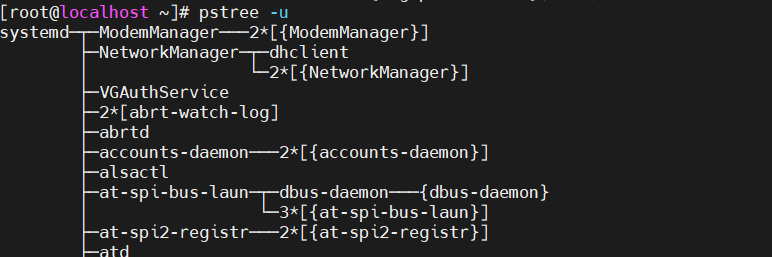 [root@localhost ~]# pstree -u
systemd─┬─ModemManager───2*[{ModemManager}]
        ├─NetworkManager─┬─dhclient
        │                └─2*[{NetworkManager}]
        ├─VGAuthService
        ├─2*[abrt-watch-log]
        ├─abrtd
        ├─accounts-daemon───2*[{accounts-daemon}]
        ├─alsactl
        ├─at-spi-bus-laun─┬─dbus-daemon───{dbus-daemon}
        │                 └─3*[{at-spi-bus-laun}]
        ├─at-spi2-registr───2*[{at-spi2-registr}]
        ├─atd